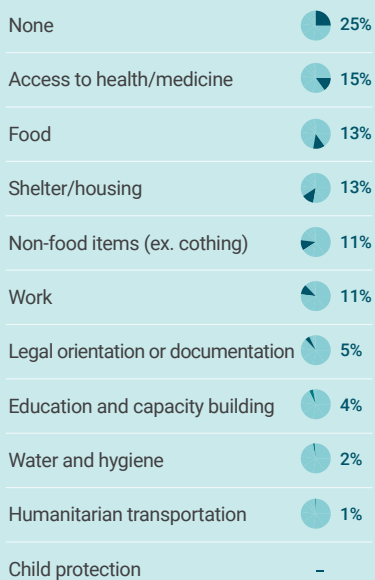 None 25%
Access to health/medicine 15%
Food 13%
Shelter/housing 13%
Non-food items (ex. cothing) 11%
Work 11%
Legal orientation or documentation 5%
Education and capacity building 4%
Water and hygiene 2%
Humanitarian transportation 1%
Child protection –